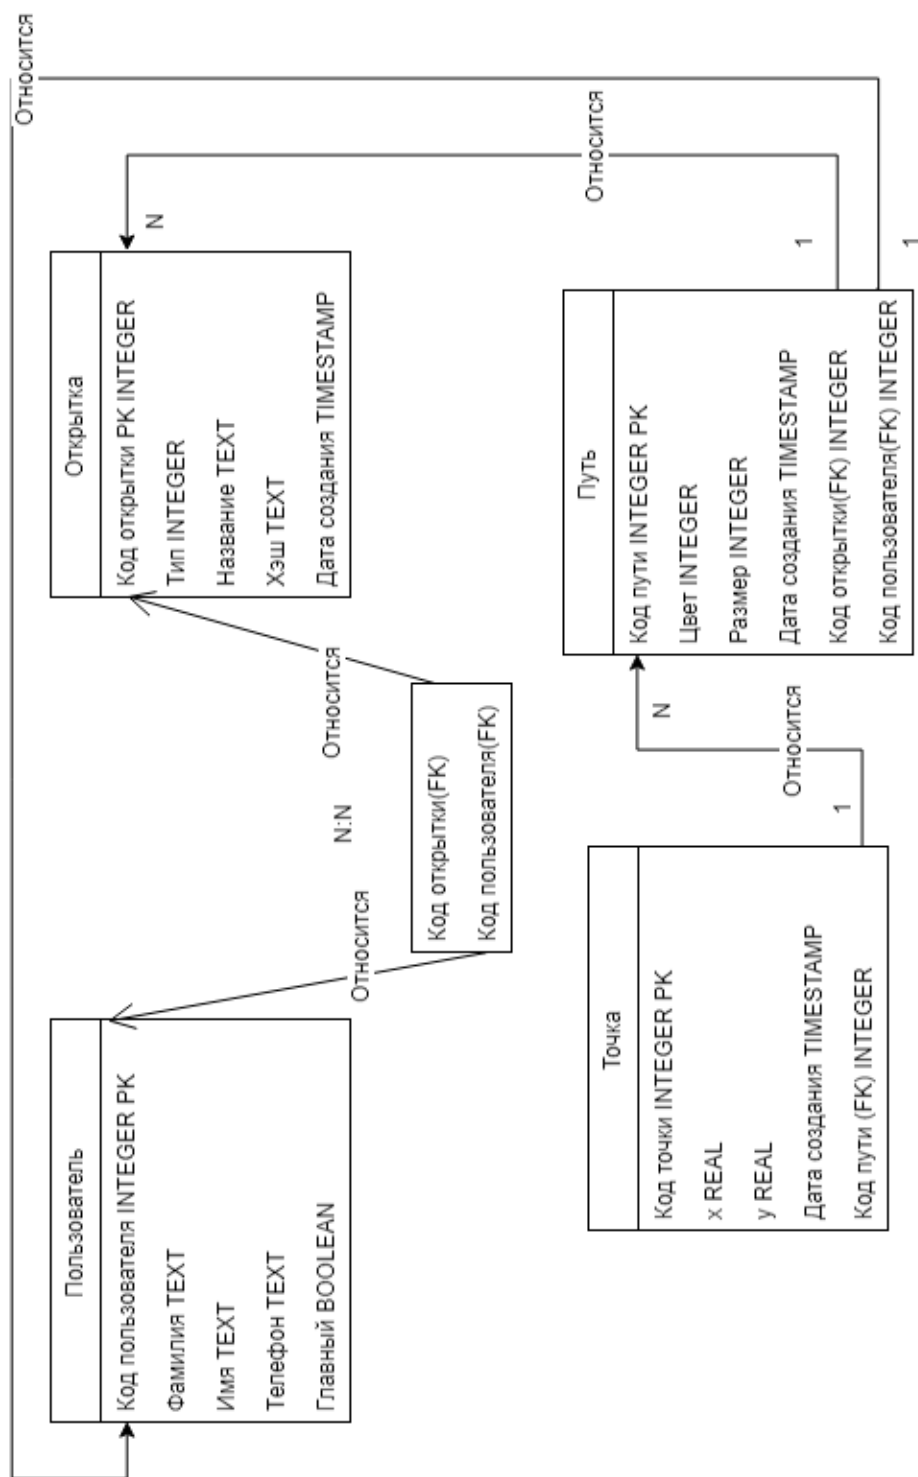 Относится
Пользователь
Код пользователя INTEGER PK
Фамилия TEXT
Имя TEXT
Телефон TEXT
Главный BOOLEAN
Относится
N:N
Относится
Код открытки(FK)
Код пользователя(FK)
Открытка
Код открытки PK INTEGER
Тип INTEGER
Название TEXT
Хэш TEXT
Дата создания TIMESTAMP
N
Относится
1
1
Точка
Код точки INTEGER PK
x REAL
y REAL
Дата создания TIMESTAMP
Код пути (FK) INTEGER
1
Относится
N
Путь
Код пути INTEGER PK
Цвет INTEGER
Размер INTEGER
Дата создания TIMESTAMP
Код открытки(FK) INTEGER
Код пользователя(FK) INTEGER